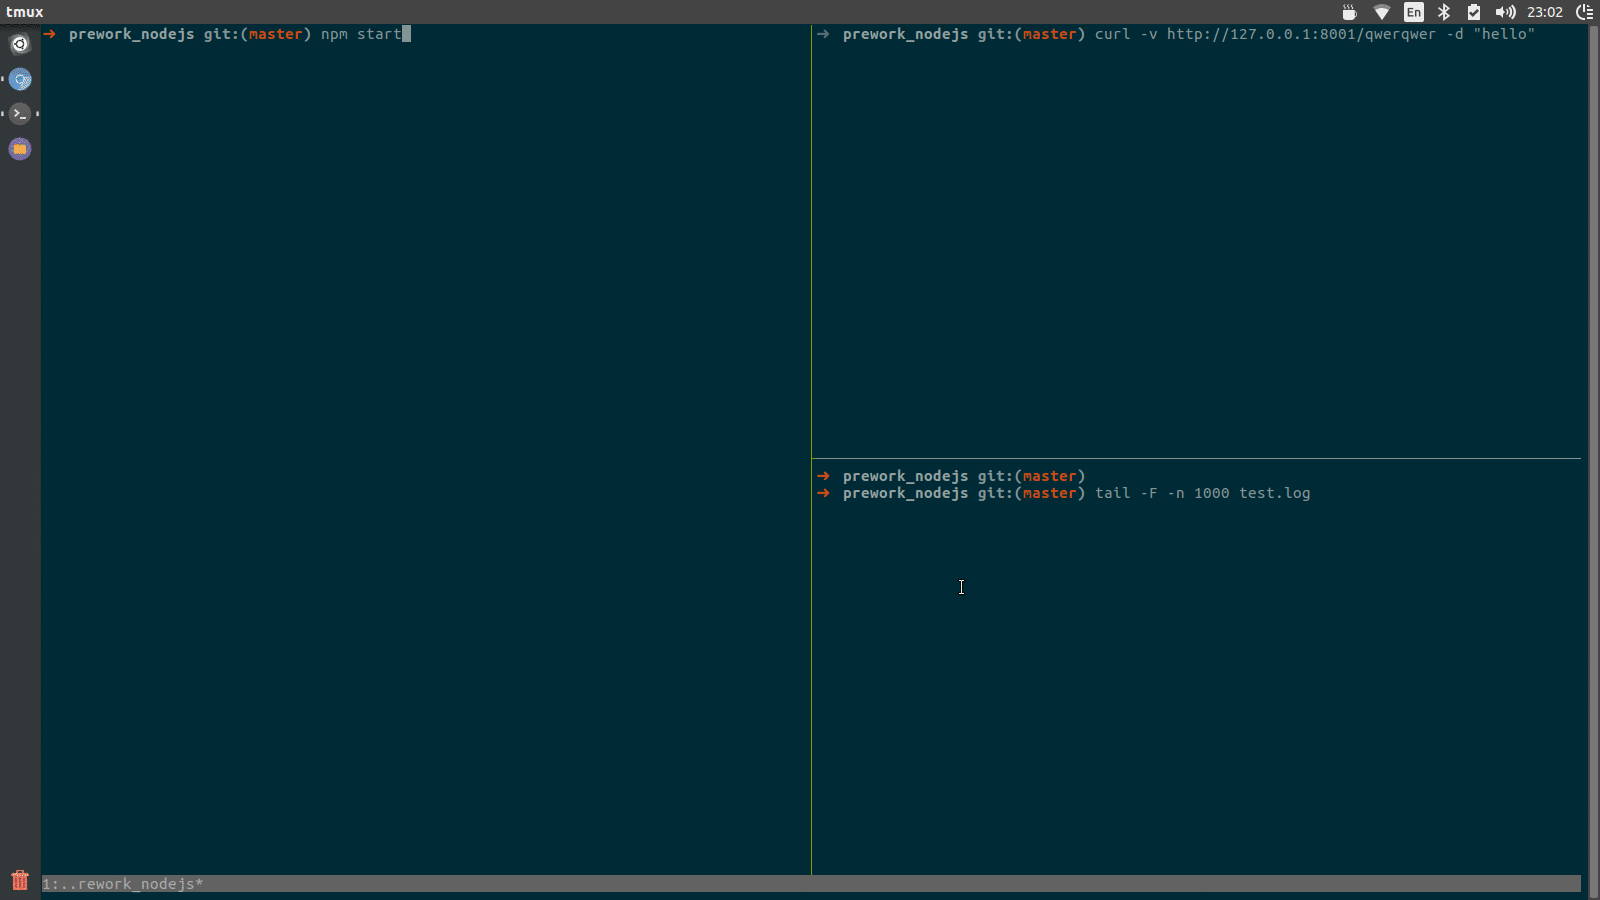 tmux
En
23:02
➜ prework_nodejs git:(master) npm start
➜ prework_nodejs git:(master) curl -v http://127.0.0.1:8001/qwerqwer -d "hello"
➜ prework_nodejs git:(master)
➜ prework_nodejs git:(master) tail -F -n 1000 test.log
1:..rework_nodejs*